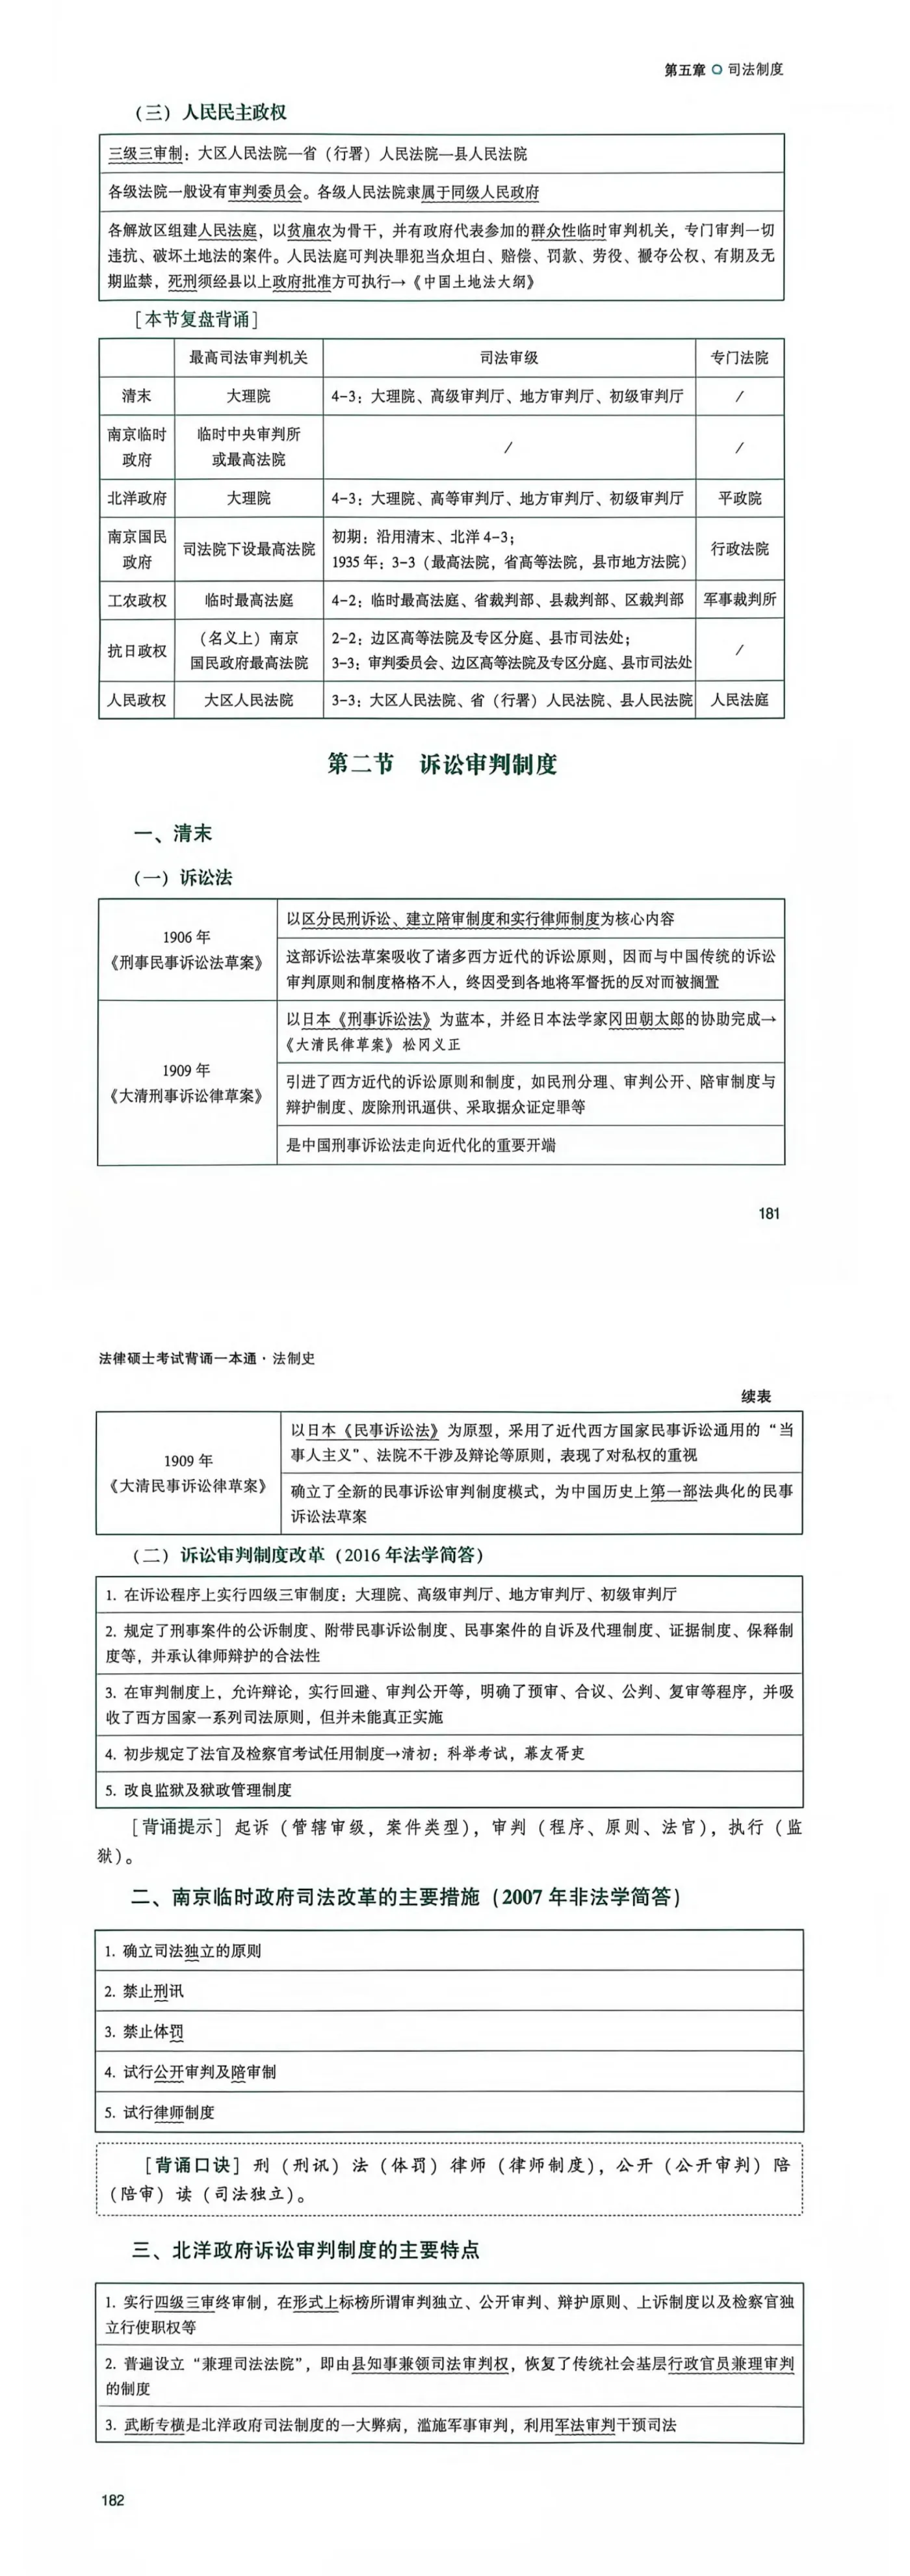 第五章 司法制度
（三）人民民主政权
三级三审制：大区人民法院—省（行署）人民法院—县人民法院
各级法院一般设有审判委员会。各级人民法院隶属于同级人民政府
各解放区组建人民法庭，以贫雇农为骨干，并有政府代表参加的群众性临时审判机关，专门审判一切
违抗、破坏土地法的案件。人民法庭可判决罪犯当众坦白、赔偿、罚款、劳役、褫夺公权、有期及无
期监禁，死刑须经县以上政府批准方可执行→《中国土地法大纲》
［本节复盘背诵］
最高司法审判机关 司法审级 专门法院
清末 大理院 4-3：大理院、高级审判厅、地方审判厅、初级审判厅 /
南京临时政府 临时中央审判所或最高法院 / /
北洋政府 大理院 4-3：大理院、高等审判厅、地方审判厅、初级审判厅 平政院
南京国民政府 司法院下设最高法院 初期：沿用清末、北洋 4-3；
1935 年：3-3（最高法院，省高等法院，县市地方法院） 行政法院
工农政权 临时最高法庭 4-2：临时最高法庭、省裁判部、县裁判部、区裁判部 军事裁判所
抗日政权 （名义上）南京国民政府最高法院 2-2：边区高等法院及专区分庭、县市司法处；
3-3：审判委员会、边区高等法院及专区分庭、县市司法处 /
人民政权 大区人民法院 3-3：大区人民法院、省（行署）人民法院、县人民法院 人民法庭
第二节 诉讼审判制度
一、清末
（一）诉讼法
1906 年
《刑事民事诉讼法草案》
以区分民刑诉讼、建立陪审制度和实行律师制度为核心内容
这部诉讼法草案吸收了诸多西方近代的诉讼原则，因而与中国传统的诉讼
审判原则和制度格格不入，终因受到各地将军督抚的反对而被搁置
1909 年
《大清刑事诉讼律草案》
以日本《刑事诉讼法》为蓝本，并经日本法学家冈田朝太郎的协助完成→
《大清民律草案》松冈义正
引进了西方近代的诉讼原则和制度，如民刑分理、审判公开、陪审制度与
辩护制度、废除刑讯逼供、采取据众证定罪等
是中国刑事诉讼法走向近代化的重要开端
181
法律硕士考试背诵一本通·法制史
续表
1909 年
《大清民事诉讼律草案》
以日本《民事诉讼法》为原型，采用了近代西方国家民事诉讼通用的“当
事人主义”、法院不干涉及辩论等原则，表现了对私权的重视
确立了全新的民事诉讼审判制度模式，为中国历史上第一部法典化的民事
诉讼法草案
（二）诉讼审判制度改革（2016 年法学简答）
1. 在诉讼程序上实行四级三审制度：大理院、高级审判厅、地方审判厅、初级审判厅
2. 规定了刑事案件的公诉制度、附带民事诉讼制度、民事案件的自诉及代理制度、证据制度、保释制
度等，并承认律师辩护的合法性
3. 在审判制度上，允许辩论，实行回避、审判公开等，明确了预审、合议、公判、复审等程序，并吸
收了西方国家一系列司法原则，但并未能真正实施
4. 初步规定了法官及检察官考试任用制度→清初：科举考试，幕友胥吏
5. 改良监狱及狱政管理制度
［背诵提示］起诉（管辖审级，案件类型），审判（程序、原则、法官），执行（监
狱）。
二、南京临时政府司法改革的主要措施（2007 年非法学简答）
1. 确立司法独立的原则
2. 禁止刑讯
3. 禁止体罚
4. 试行公开审判及陪审制
5. 试行律师制度
［背诵口诀］刑（刑讯）法（体罚）律师（律师制度），公开（公开审判）陪
（陪审）读（司法独立）。
三、北洋政府诉讼审判制度的主要特点
1. 实行四级三审终审制，在形式上标榜所谓审判独立、公开审判、辩护原则、上诉制度以及检察官独
立行使职权等
2. 普遍设立“兼理司法法院”，即由县知事兼领司法审判权，恢复了传统社会基层行政官员兼理审判
的制度
3. 武断专横是北洋政府司法制度的一大弊病，滥施军事审判，利用军法审判干预司法
182